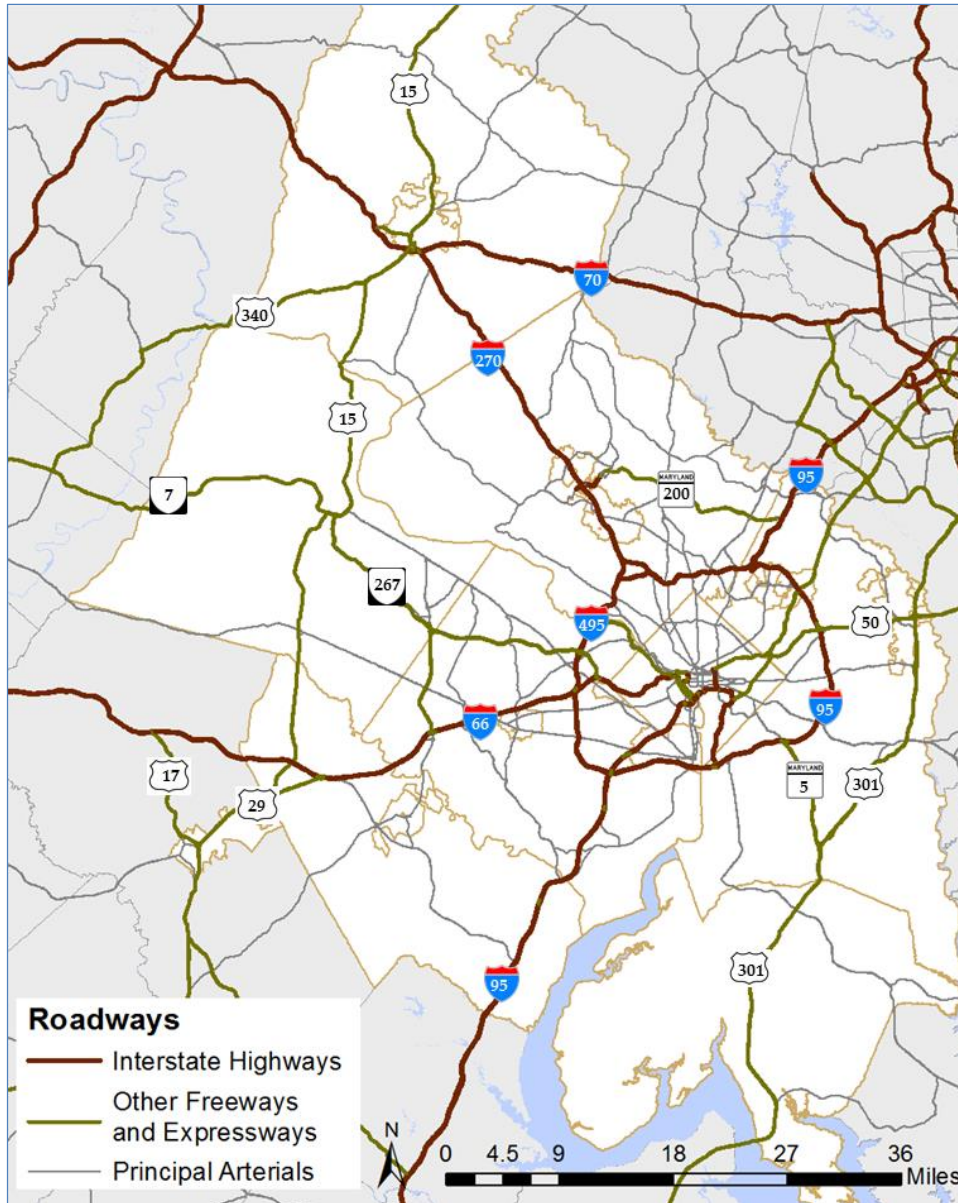 15
340
70
270
15
7
MARYLAND
200
95
267
495
50
66
95
17
29
MARYLAND
5
301
301
95
Roadways
Interstate Highways
Other Freeways
and Expressways
Principal Arterials
N
0 4.5 9 18 27 36
Miles